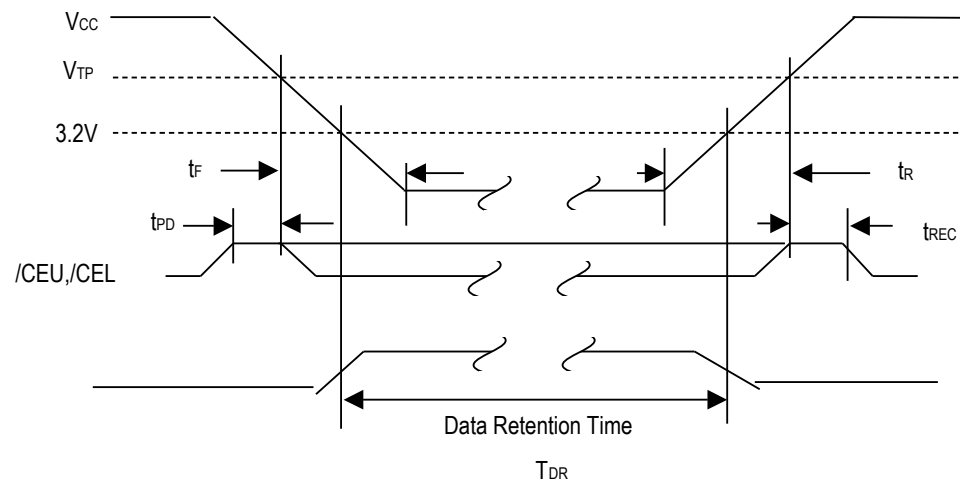 VCC
VTP
3.2V
tF
tR
tPD
tREC
/CEU,/CEL
Data Retention Time
TDR